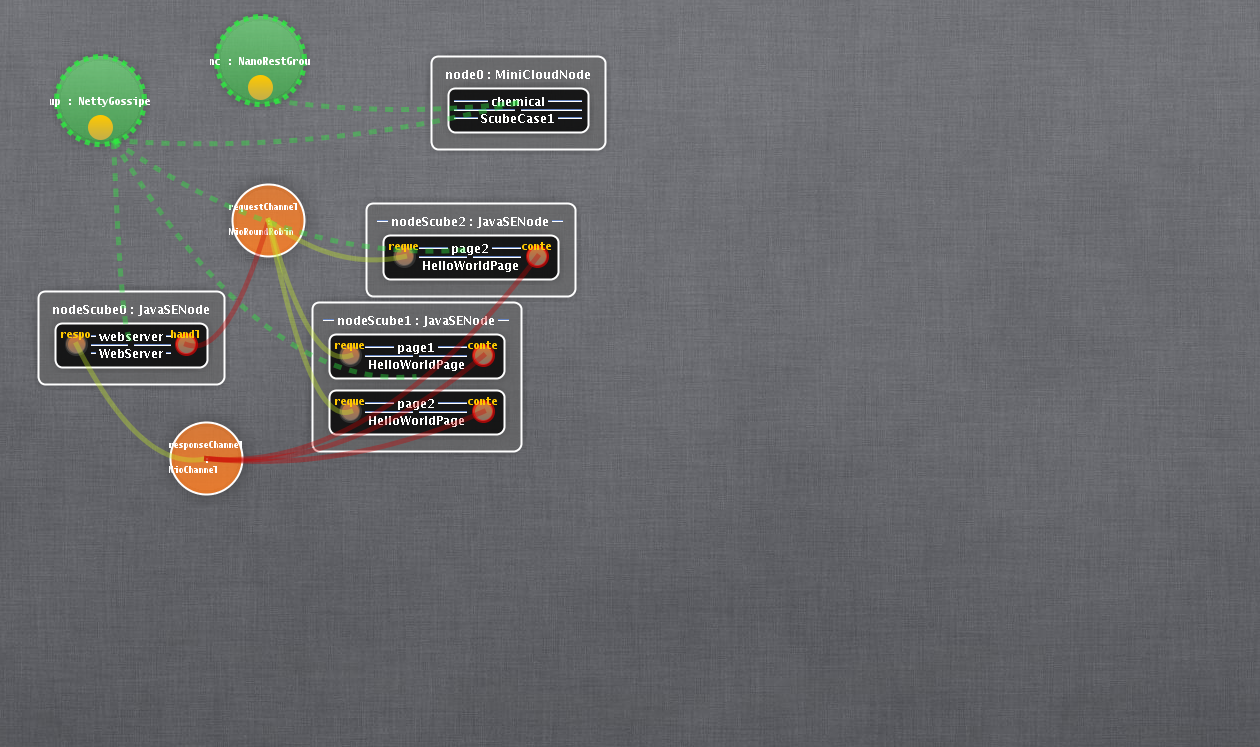 nc : NanoRestGrou
up : NettyGossipe
node0 : MiniCloudNode
chemical
ScubeCase1
requestChannel
:
NioRoundRobin
nodeScube2 : JavaSENode
reque
page2
conte
HelloWorldPage
nodeScube0 : JavaSENode
respo
webserver
handl
WebServer
nodeScube1 : JavaSENode
reque
page1
conte
HelloWorldPage
reque
page2
conte
HelloWorldPage
responseChannel
:
NioChannel